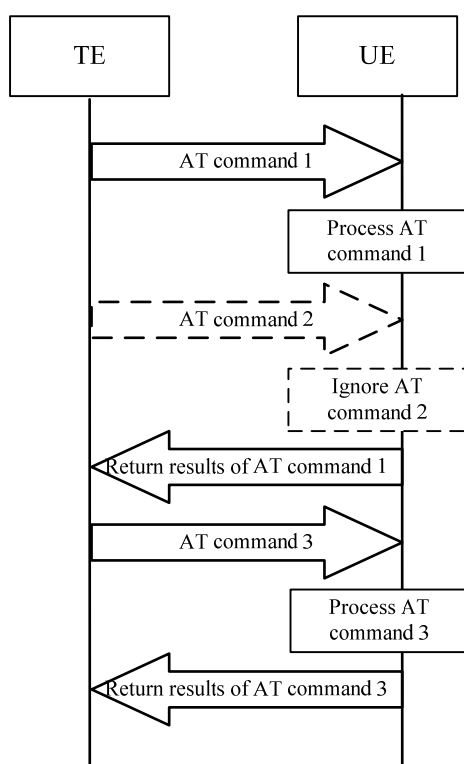 TE
UE
AT command 1
Process AT
command 1
AT command 2
Ignore AT
command 2
Return results of AT command 1
AT command 3
Process AT
command 3
Return results of AT command 3